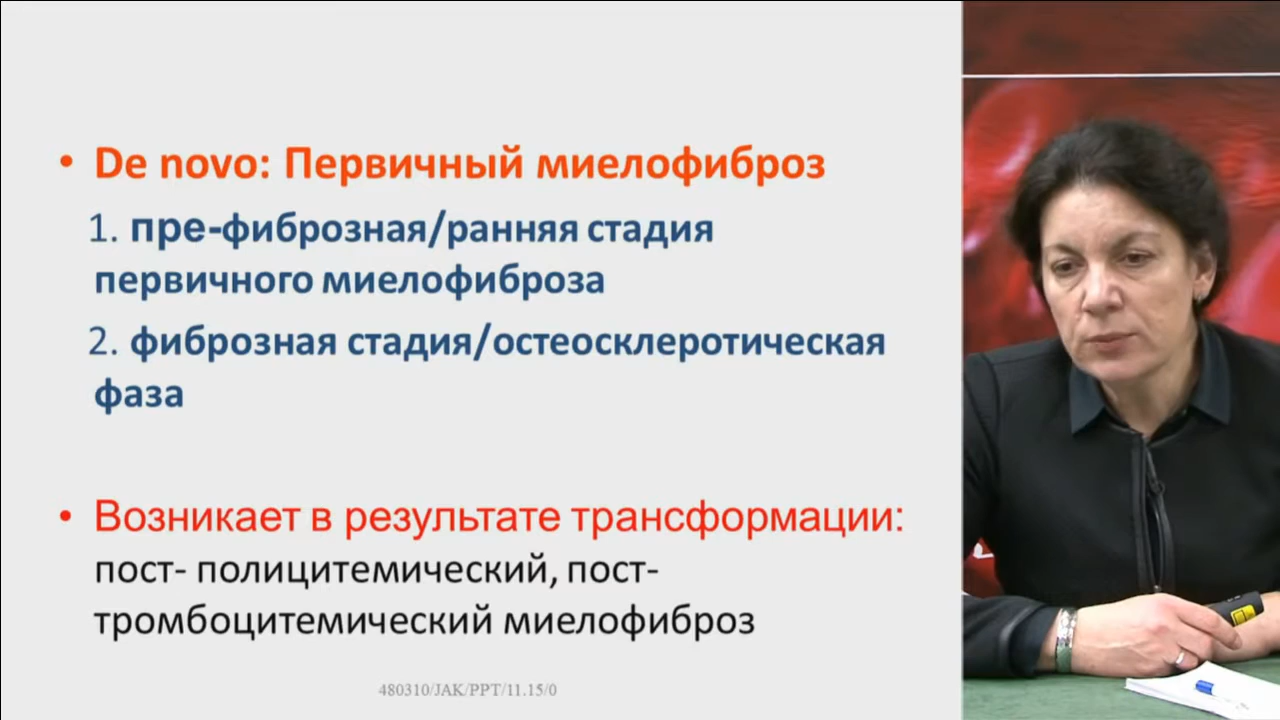 • De novo: Первичный миелофиброз
1. пре-фиброзная/ранняя стадия
первичного миелофиброза
2. фиброзная стадия/остеосклеротическая
фаза
• Возникает в результате трансформации:
пост- полицитемический, пост-
тромбоцитемический миелофиброз
480310/JAK/PPT/11.15/0